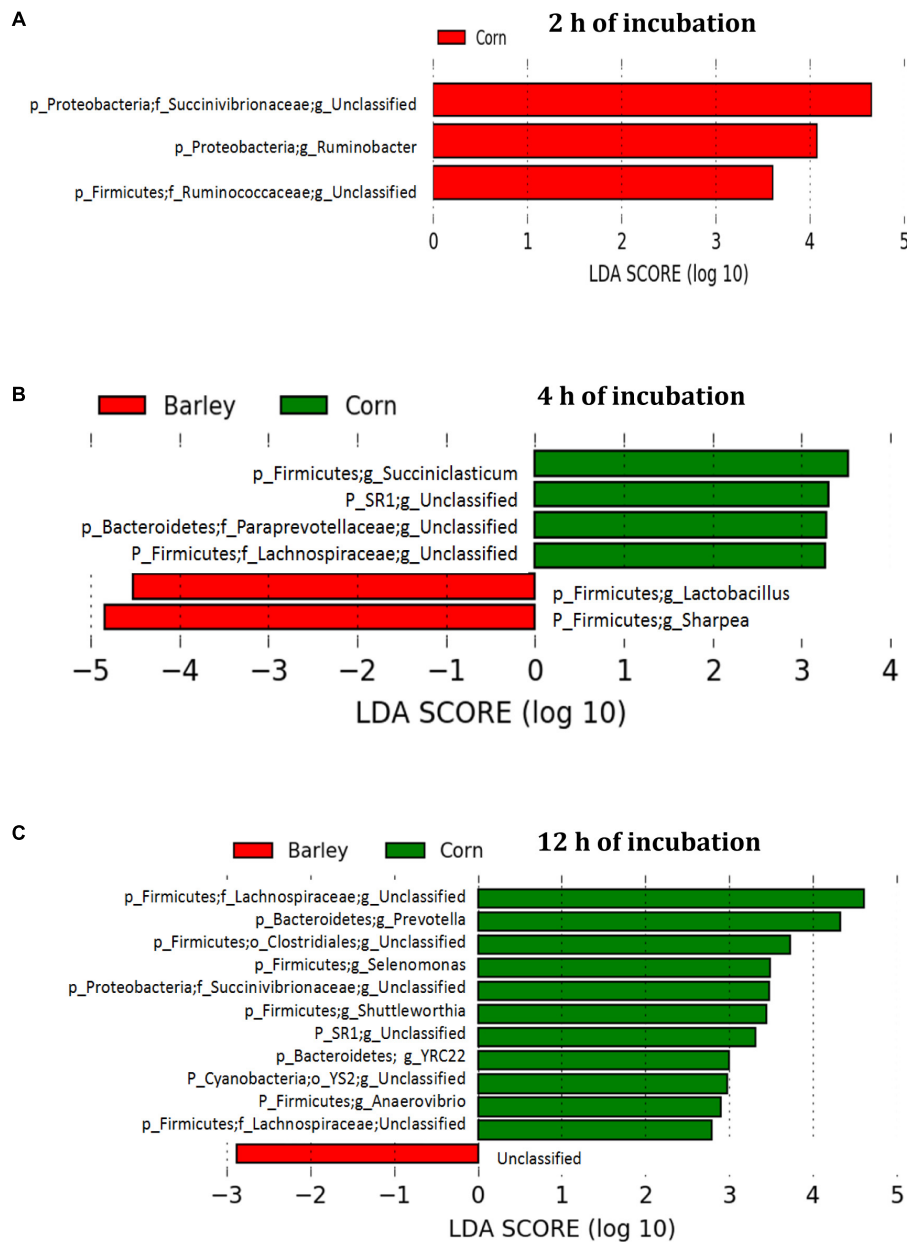 A
2 h of incubation
Corn
p_Proteobacteria;f_Succinivibrionaceae;g_Unclassified
p_Proteobacteria;g_Ruminobacter
p_Firmicutes;f_Ruminococcaceae;g_Unclassified
0 1 2 3 4 5
LDA SCORE (log 10)
B
Barley Corn 4 h of incubation
p_Firmicutes;g_Succiniclasticum
P_SR1;g_Unclassified
p_Bacteroidetes;f_Paraprevotellaceae;g_Unclassified
P_Firmicutes;f_Lachnospiraceae;g_Unclassified
p_Firmicutes;g_Lactobacillus
P_Firmicutes;g_Sharpea
−5 −4 −3 −2 −1 0 1 2 3 4
LDA SCORE (log 10)
C
Barley Corn 12 h of incubation
p_Firmicutes;f_Lachnospiraceae;g_Unclassified
p_Bacteroidetes;g_Prevotella
p_Firmicutes;o_Clostridiales;g_Unclassified
p_Firmicutes;g_Selenomonas
p_Proteobacteria;f_Succinivibrionaceae;g_Unclassified
p_Firmicutes;g_Shuttleworthia
P_SR1;g_Unclassified
p_Bacteroidetes; g_YRC22
P_Cyanobacteria;o_YS2;g_Unclassified
P_Firmicutes;g_Anaerovibrio
p_Firmicutes;f_Lachnospiraceae;Unclassified
Unclassified
−3 −2 −1 0 1 2 3 4 5
LDA SCORE (log 10)